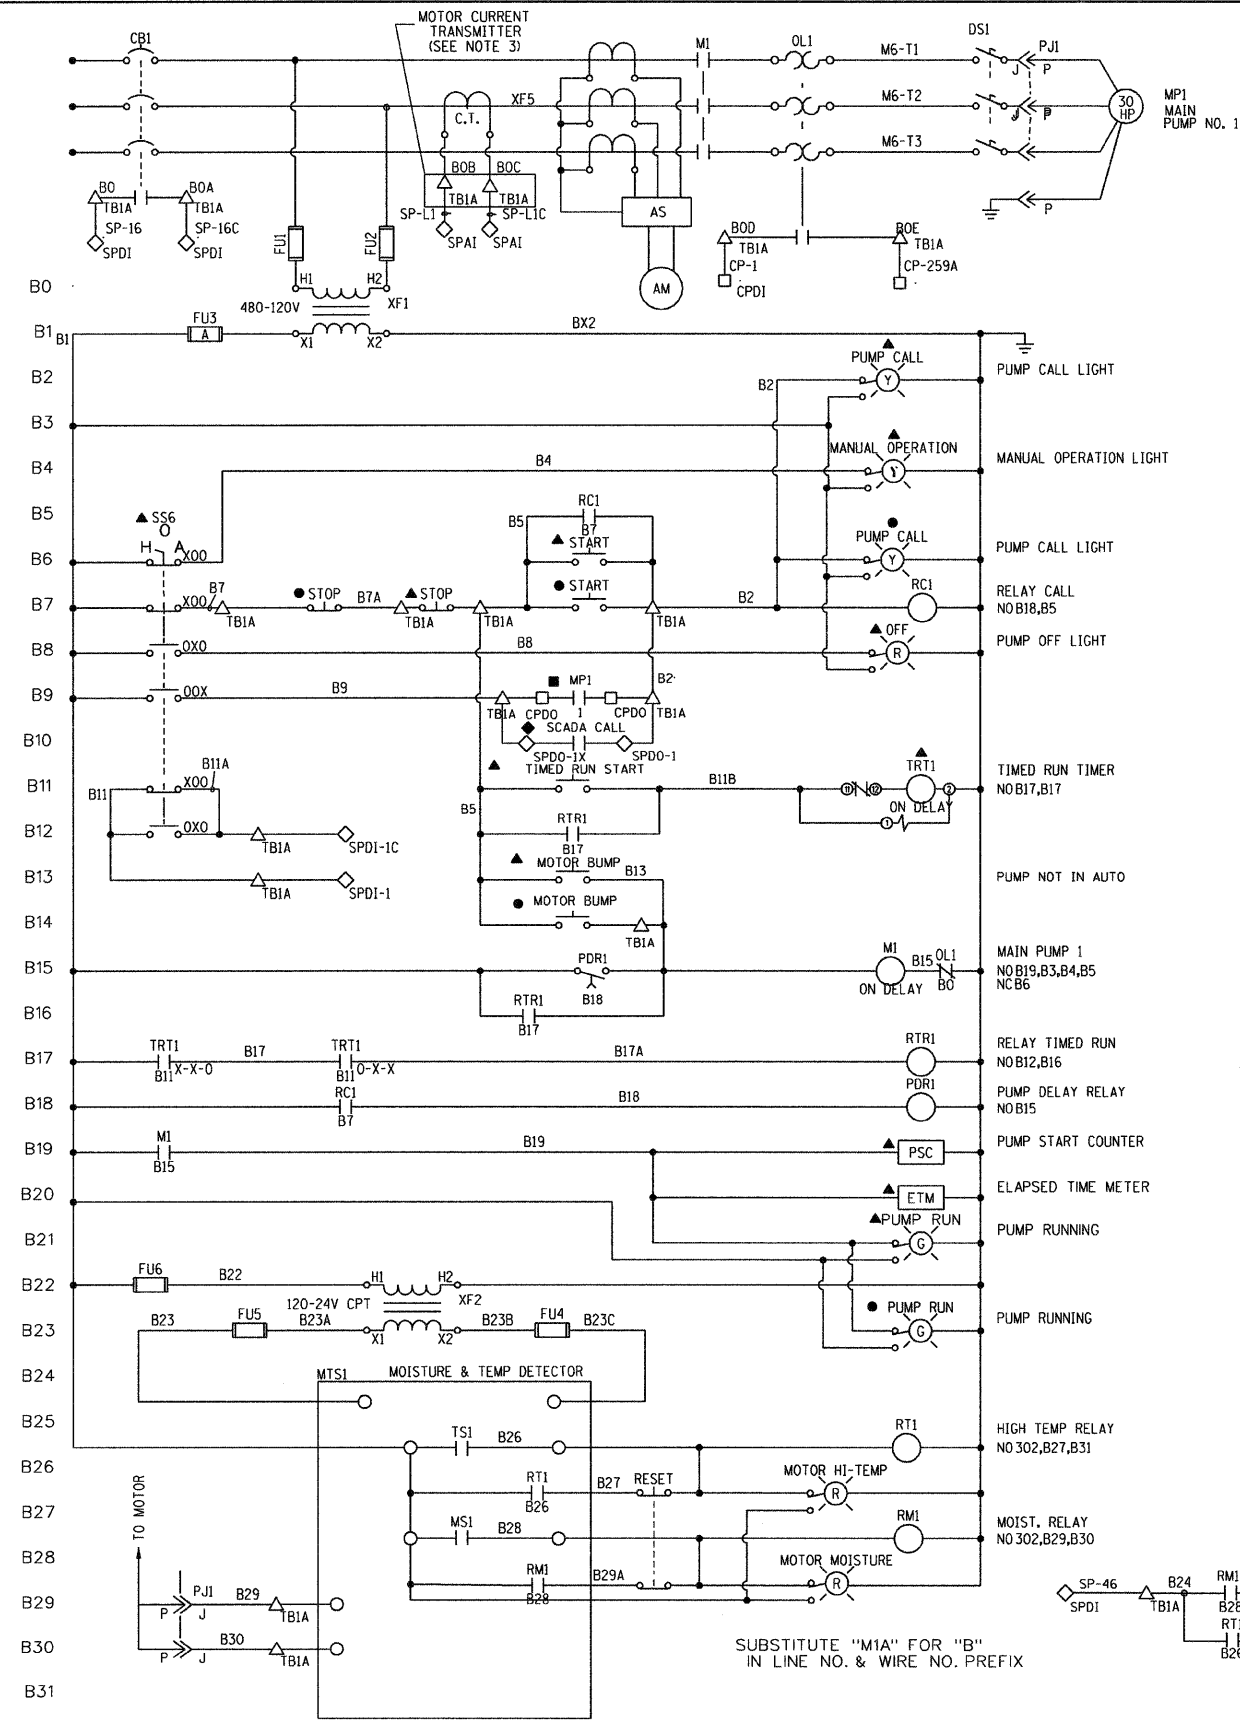 MOTOR CURRENT
TRANSMITTER
(SEE NOTE 3)
CB1
M1
OL1
M6-T1
DS1
PJ1
J
P
XF5
C.T.
M6-T2
J
P
30
HP
MP1
MAIN
PUMP NO. 1
M6-T3
B0
B0A
TB1A
TB1A
SP-16
SP-16C
SPDI
SPDI
B0B
B0C
TB1A
TB1A
SP-L1
SP-L1C
SPAI
SPAI
FU1
FU2
AS
AM
P
B0D
TB1A
B0E
TB1A
CP-1
CPDI
CP-259A
B0
H1
H2
480-120V
XF1
B1
B1
FU3
A
X1
X2
BX2
B2
B2
PUMP CALL
Y
PUMP CALL LIGHT
B3
B4
B4
MANUAL OPERATION
Y
MANUAL OPERATION LIGHT
B5
B5
RC1
B7
SS6
O
H
A
B6
X00
START
PUMP CALL
Y
PUMP CALL LIGHT
B7
X00
B7
TB1A
STOP
B7A
TB1A
STOP
TB1A
START
TB1A
B2
RC1
RELAY CALL
NO B18,B5
B8
0X0
B8
OFF
R
PUMP OFF LIGHT
B9
00X
B9
TB1A
CPDO
MP1
1
CPDO
B2
TB1A
B10
SCADA CALL
SPDO-1X
SPDO-1
B11
B11
X00
B11A
TIMED RUN START
B5
B11B
11
12
TRT1
2
ON DELAY
1
TIMED RUN TIMER
NO B17,B17
B12
0X0
TB1A
SPDI-1C
RTR1
B17
B13
TB1A
SPDI-1
MOTOR BUMP
B13
PUMP NOT IN AUTO
B14
MOTOR BUMP
TB1A
B15
PDR1
B18
M1
ON DELAY
B15
OL1
B0
MAIN PUMP 1
NO B19,B3,B4,B5
NC B6
B16
RTR1
B17
B17
TRT1
B11
X-X-0
B17
TRT1
B11
0-X-X
B17A
RTR1
RELAY TIMED RUN
NO B12,B16
B18
RC1
B7
B18
PDR1
PUMP DELAY RELAY
NO B15
B19
M1
B15
B19
PSC
PUMP START COUNTER
B20
ETM
ELAPSED TIME METER
B21
PUMP RUN
G
PUMP RUNNING
B22
FU6
B22
H1
H2
120-24V CPT
XF2
B23
B23
FU5
B23A
X1
X2
B23B
FU4
B23C
PUMP RUN
G
PUMP RUNNING
B24
MTS1
MOISTURE & TEMP DETECTOR
B25
TS1
B26
RT1
HIGH TEMP RELAY
NO 302,B27,B31
B26
RT1
B26
B27
RESET
MOTOR HI-TEMP
R
B27
TO MOTOR
MS1
B28
RM1
MOIST. RELAY
NO 302,B29,B30
B28
RM1
B28
B29A
MOTOR MOISTURE
R
B29
PJ1
P
J
B29
TB1A
B30
P
J
B30
TB1A
SP-46
SPDI
TB1A
B24
RM1
B28
RT1
B26
SUBSTITUTE "M1A" FOR "B"
IN LINE NO. & WIRE NO. PREFIX
B31